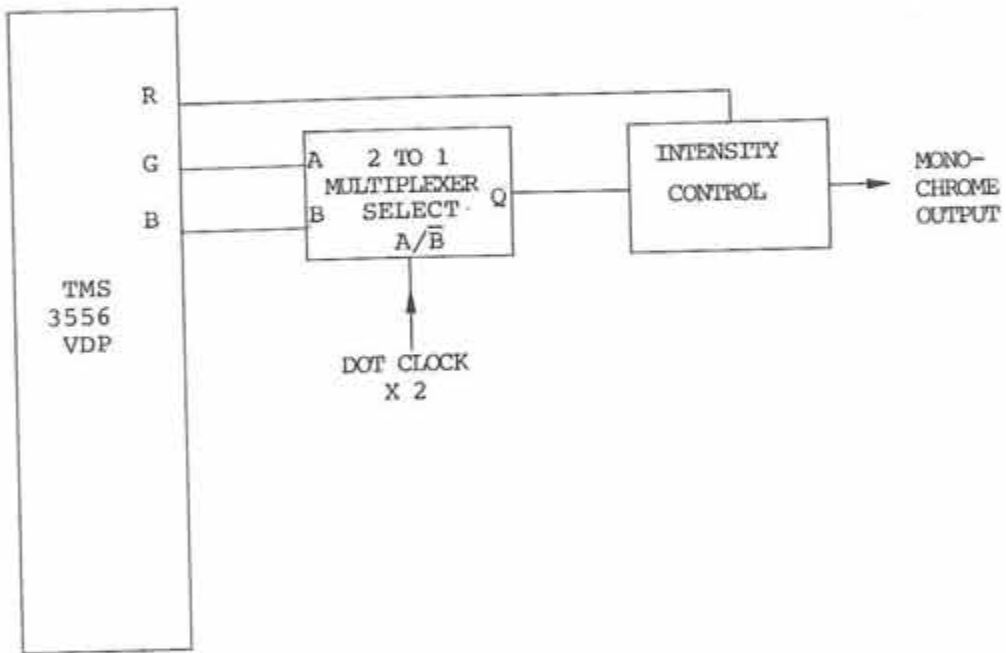 R
G
B
TMS
3556
VDP
A 2 TO 1
MULTIPLEXER
B SELECT Q
A/B̅
DOT CLOCK
X 2
INTENSITY
CONTROL
MONO-
CHROME
OUTPUT